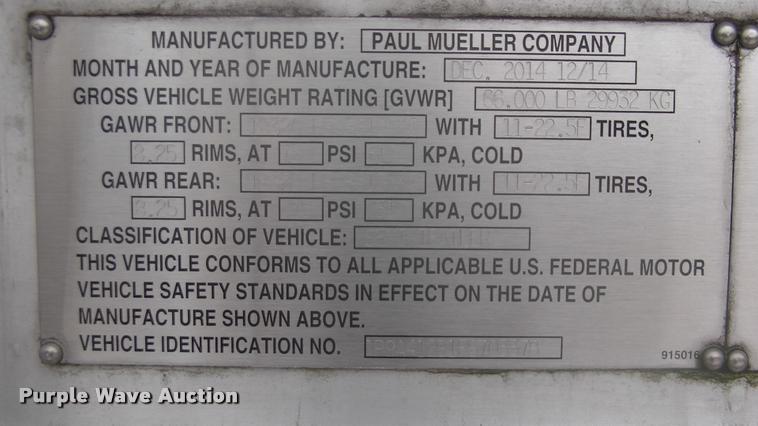 MANUFACTURED BY: PAUL MUELLER COMPANY
MONTH AND YEAR OF MANUFACTURE: DEC. 2014 12/14
GROSS VEHICLE WEIGHT RATING [GVWR] 66,000 LB 29932 KG
GAWR FRONT: WITH 11-22.5F TIRES,
8.25 RIMS, AT PSI KPA, COLD
GAWR REAR: WITH 11-22.5F TIRES,
8.25 RIMS, AT PSI KPA, COLD
CLASSIFICATION OF VEHICLE:
THIS VEHICLE CONFORMS TO ALL APPLICABLE U.S. FEDERAL MOTOR
VEHICLE SAFETY STANDARDS IN EFFECT ON THE DATE OF
MANUFACTURE SHOWN ABOVE.
VEHICLE IDENTIFICATION NO.
915016
Purple Wave Auction